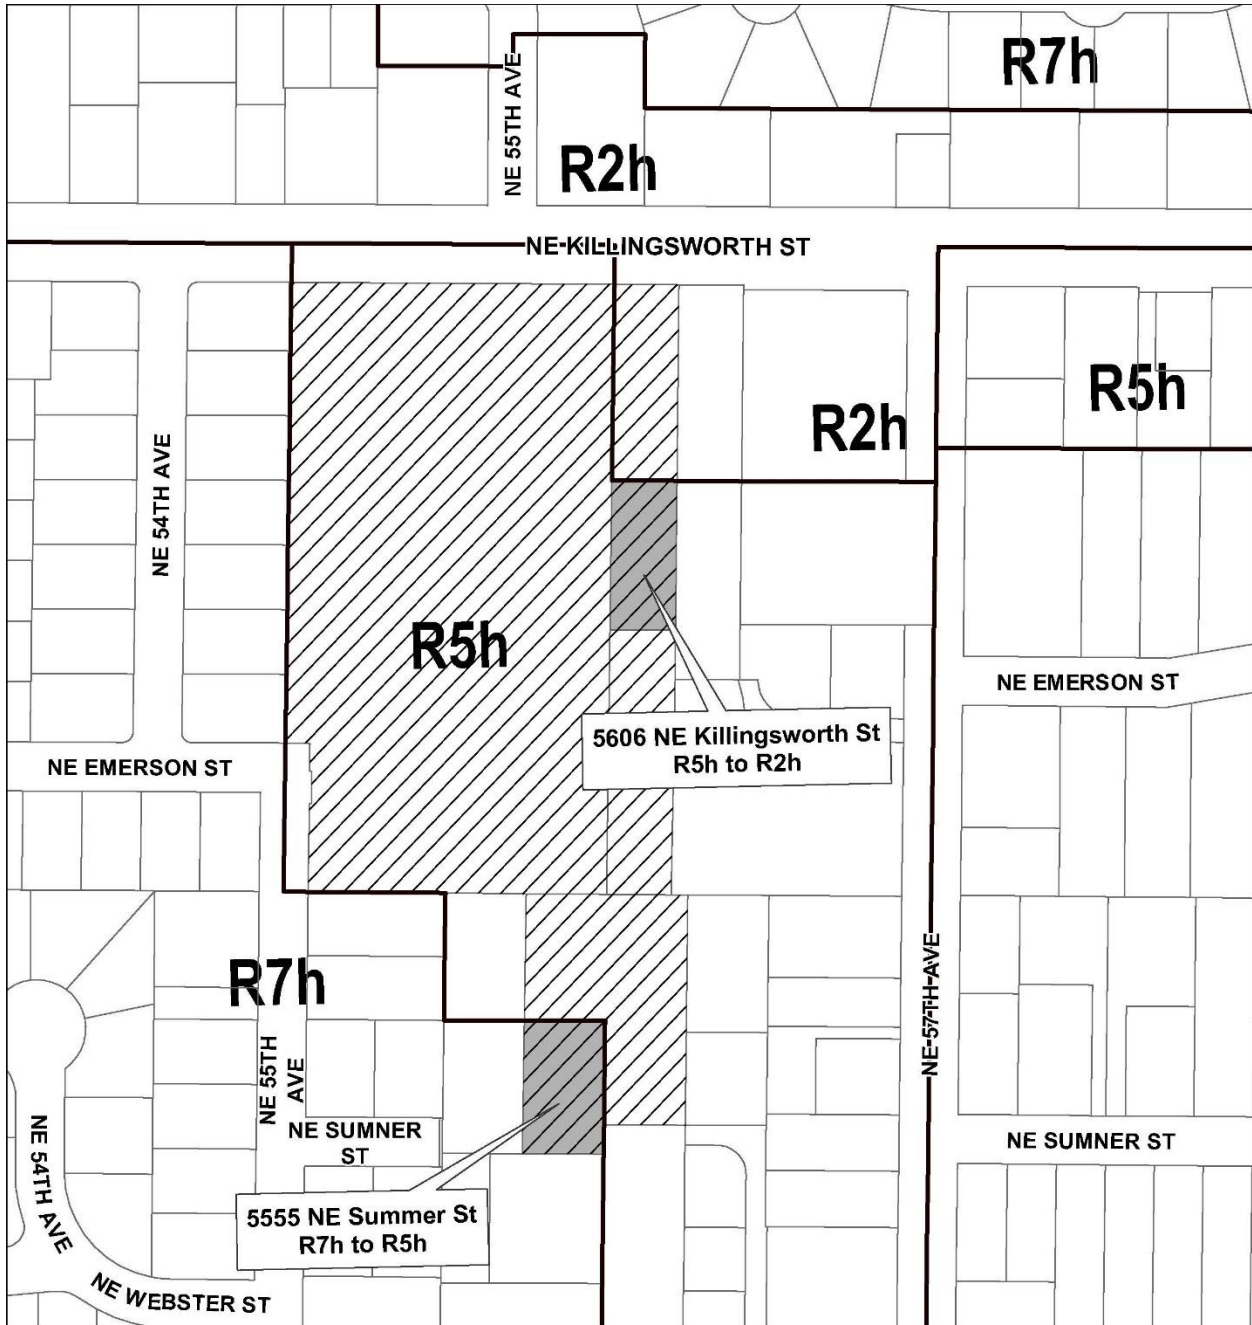 R7h
NE 55TH AVE
R2h
NE KILLINGSWORTH ST
R5h
R2h
NE 54TH AVE
R5h
NE EMERSON ST
5606 NE Killingsworth St
R5h to R2h
NE EMERSON ST
R7h
NE 57TH AVE
NE 55TH
AVE
NE SUMNER
ST
NE SUMNER ST
NE 54TH AVE
5555 NE Summer St
R7h to R5h
NE WEBSTER ST